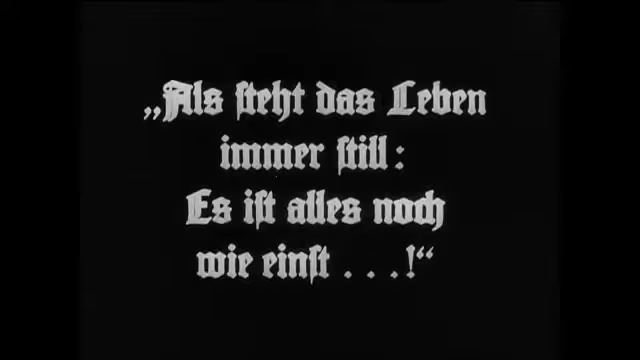 „Als steht das Leben
immer still:
Es ist alles noch
wie einst . . .!“